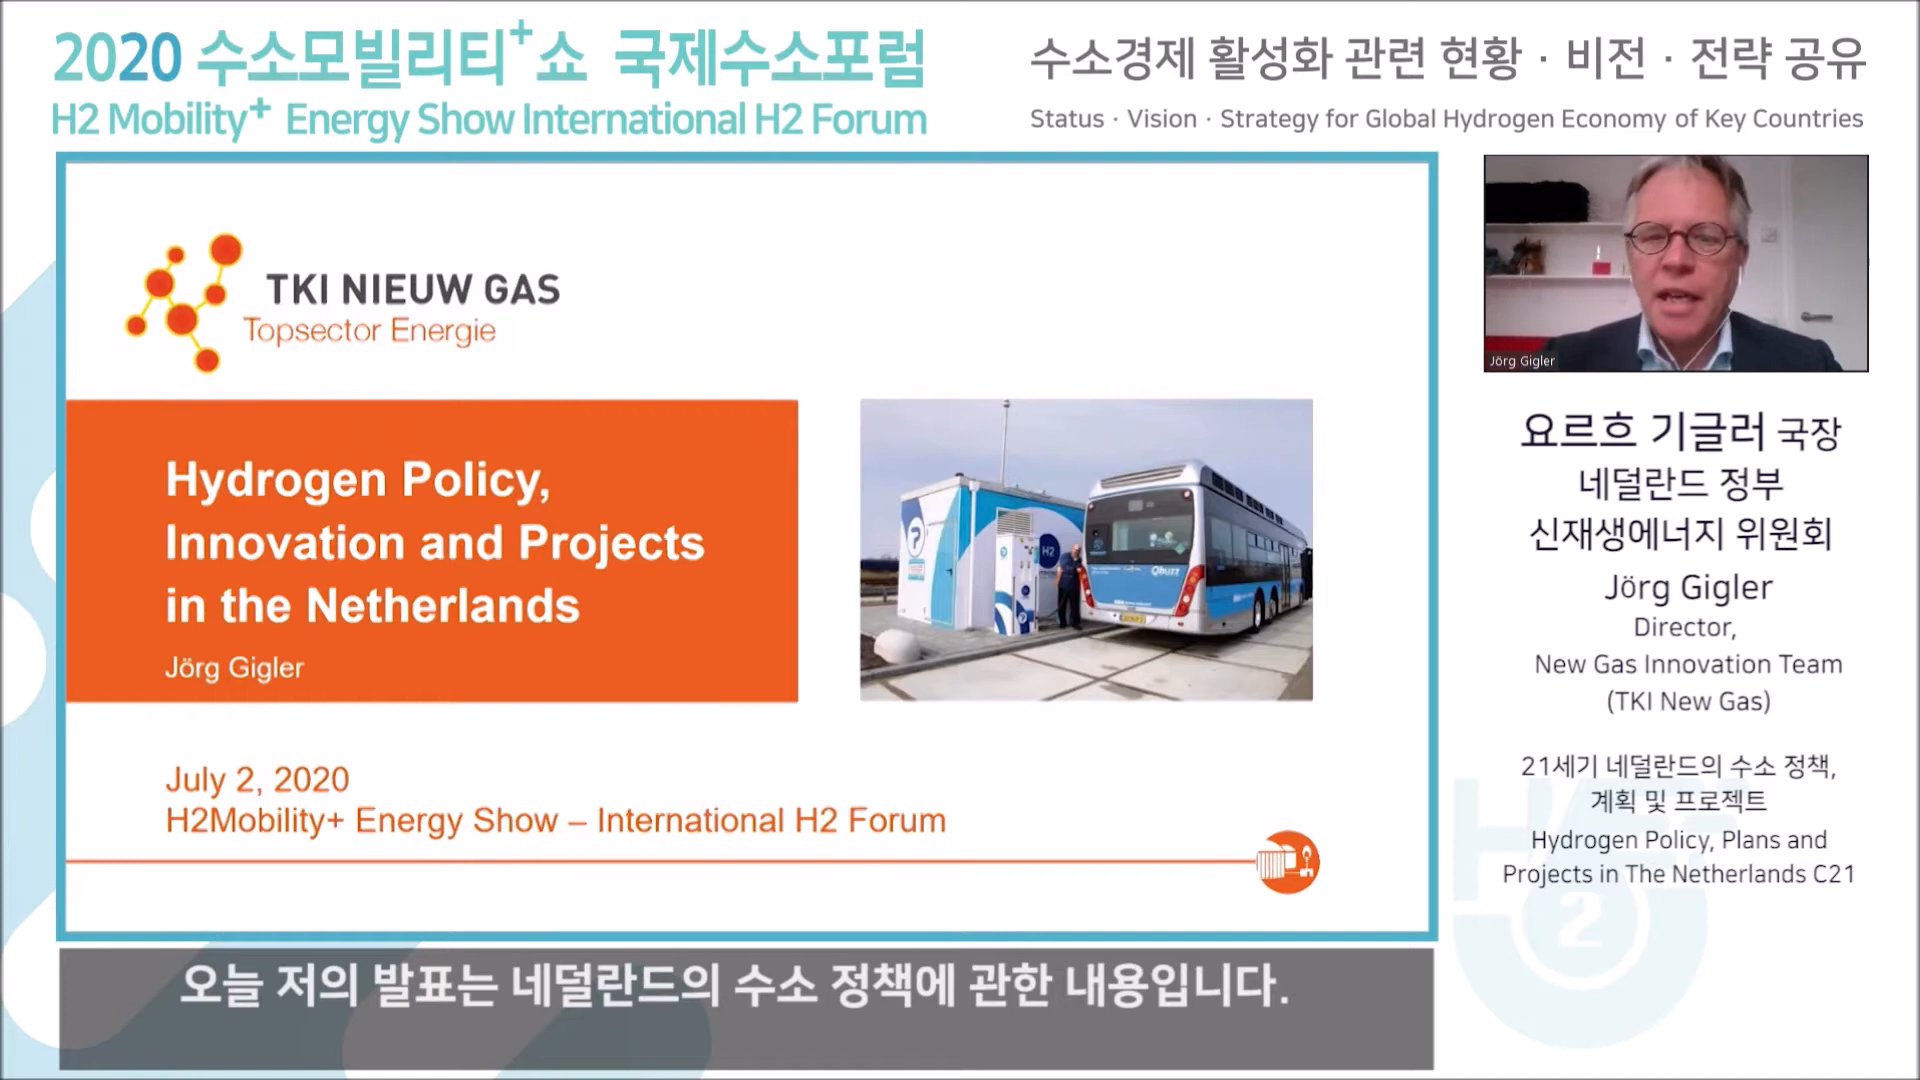 2020 수소모빌리티+쇼 국제수소포럼
H2 Mobility+ Energy Show International H2 Forum
수소경제 활성화 관련 현황 · 비전 · 전략 공유
Status · Vision · Strategy for Global Hydrogen Economy of Key Countries
TKI NIEUW GAS
Topsector Energie
Hydrogen Policy,
Innovation and Projects
in the Netherlands
Jörg Gigler
H2
Qbuzz
July 2, 2020
H2Mobility+ Energy Show – International H2 Forum
Jörg Gigler
요르흐 기글러 국장
네덜란드 정부
신재생에너지 위원회
Jörg Gigler
Director,
New Gas Innovation Team
(TKI New Gas)
21세기 네덜란드의 수소 정책,
계획 및 프로젝트
Hydrogen Policy, Plans and
Projects in The Netherlands C21
오늘 저의 발표는 네덜란드의 수소 정책에 관한 내용입니다.